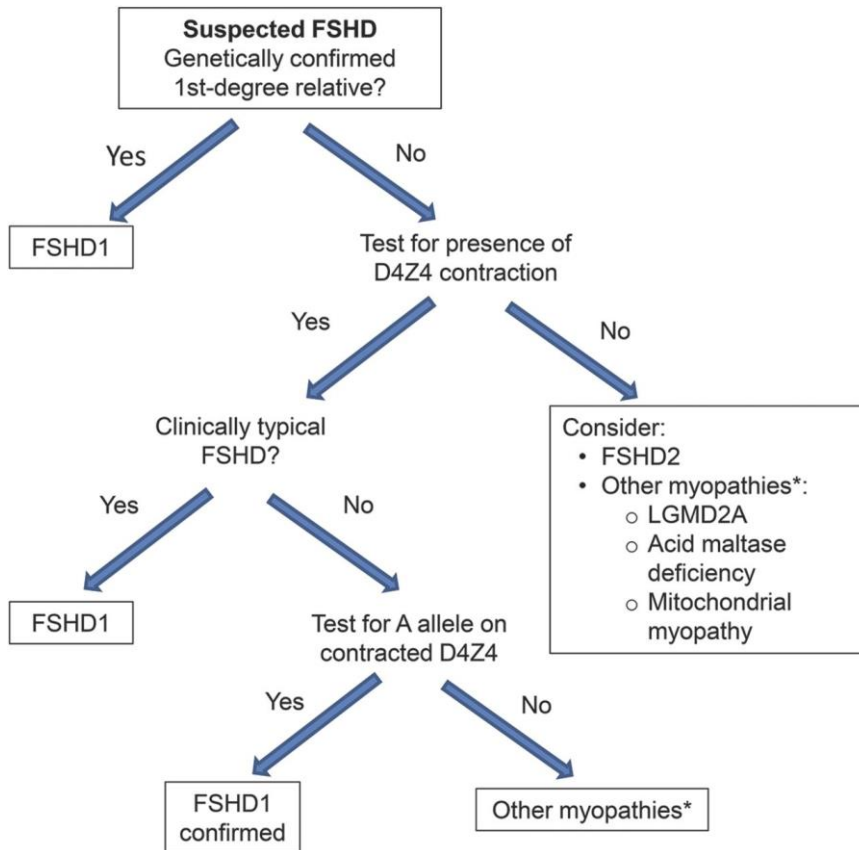 Suspected FSHD
Genetically confirmed
1st-degree relative?
Yes
No
FSHD1
Test for presence of
D4Z4 contraction
Yes
No
Clinically typical
FSHD?
Consider:
• FSHD2
• Other myopathies*:
o LGMD2A
o Acid maltase
deficiency
o Mitochondrial
myopathy
Yes
No
FSHD1
Test for A allele on
contracted D4Z4
Yes
No
FSHD1
confirmed
Other myopathies*